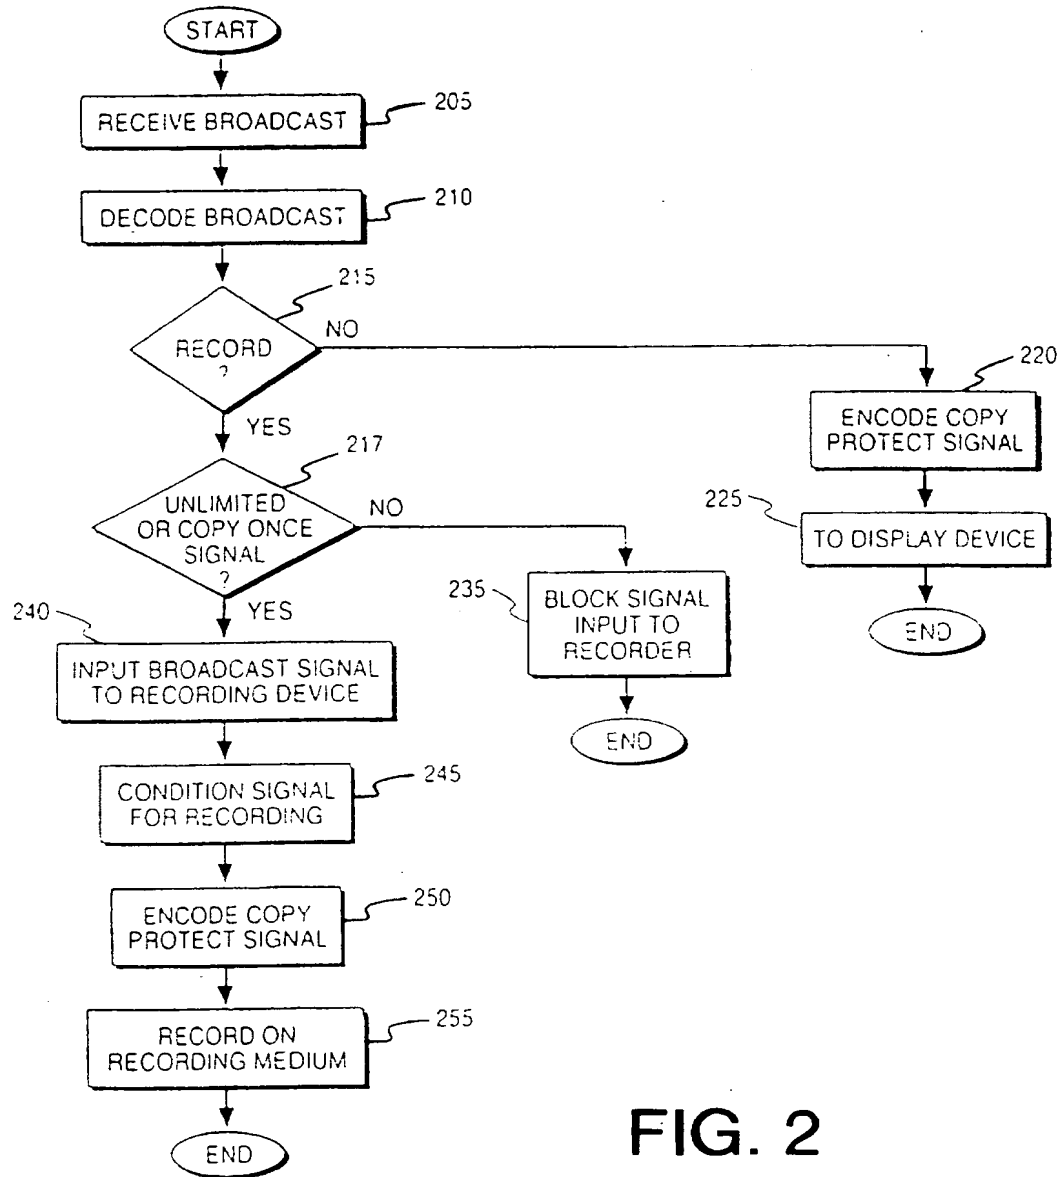 START
RECEIVE BROADCAST
205
DECODE BROADCAST
210
215
RECORD
?
NO
YES
220
ENCODE COPY
PROTECT SIGNAL
225
TO DISPLAY DEVICE
END
217
UNLIMITED
OR COPY ONCE
SIGNAL
?
NO
YES
235
BLOCK SIGNAL
INPUT TO
RECORDER
END
240
INPUT BROADCAST SIGNAL
TO RECORDING DEVICE
245
CONDITION SIGNAL
FOR RECORDING
250
ENCODE COPY
PROTECT SIGNAL
255
RECORD ON
RECORDING MEDIUM
END
FIG. 2